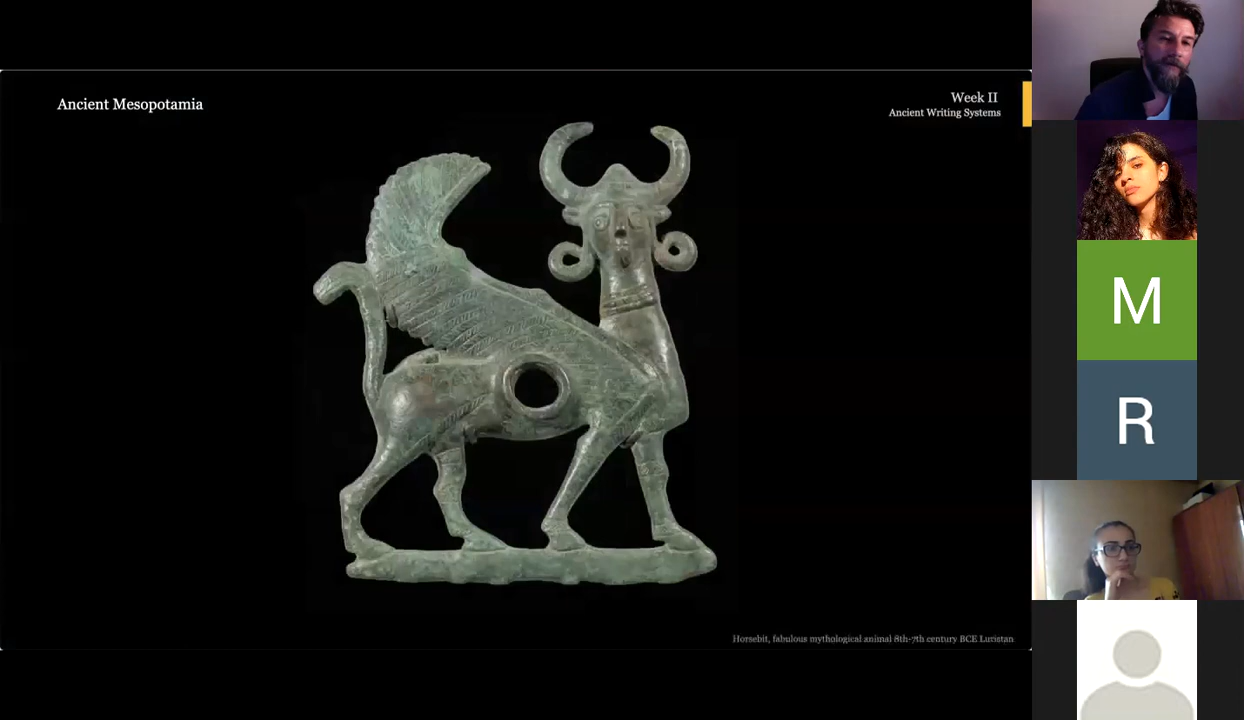 Ancient Mesopotamia
Week II
Ancient Writing Systems
M
R
Horsebit, fabulous mythological animal 8th-7th century BCE Luristan